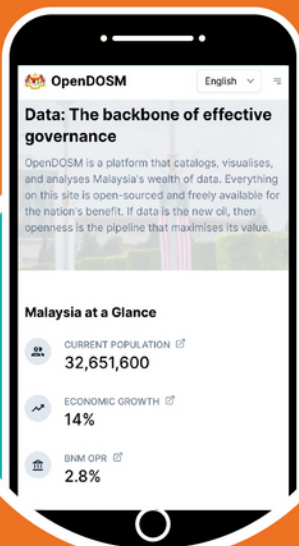 OpenDOSM
English
Data: The backbone of effective
governance
OpenDOSM is a platform that catalogs, visualises,
and analyses Malaysia's wealth of data. Everything
on this site is open-sourced and freely available for
the nation's benefit. If data is the new oil, then
openness is the pipeline that maximises its value.
Malaysia at a Glance
CURRENT POPULATION
32,651,600
ECONOMIC GROWTH
14%
BNM OPR
2.8%